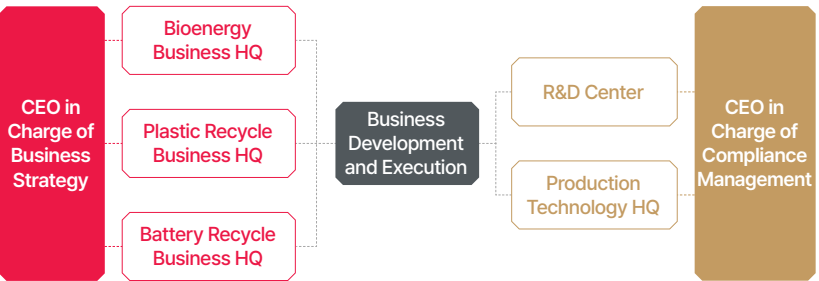 CEO in
Charge of
Business
Strategy
Bioenergy
Business HQ
Plastic Recycle
Business HQ
Battery Recycle
Business HQ
Business
Development
and Execution
R&D Center
Production
Technology HQ
CEO in
Charge of
Compliance
Management